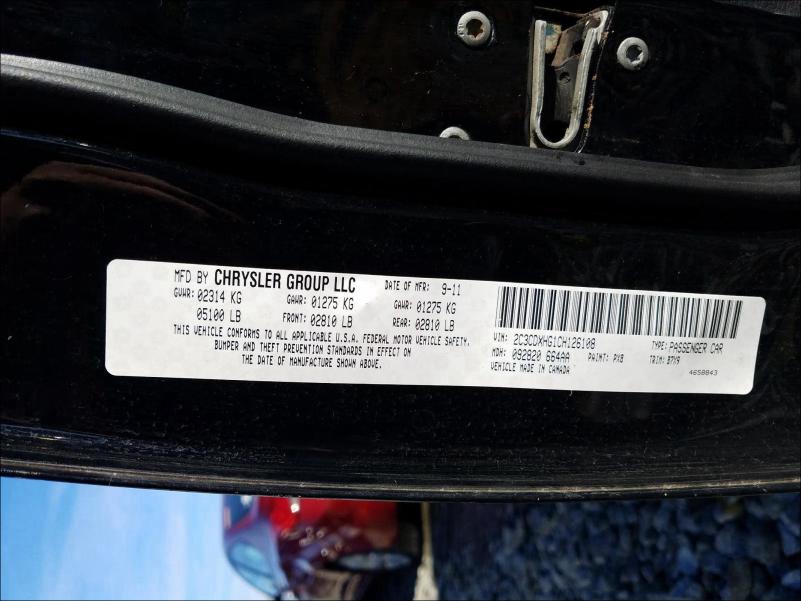 MFD BY CHRYSLER GROUP LLC DATE OF MFR: 9-11
GVWR: 02314 KG GAWR: 01275 KG GAWR: 01275 KG
05100 LB FRONT: 02810 LB REAR: 02810 LB
THIS VEHICLE CONFORMS TO ALL APPLICABLE U.S.A. FEDERAL MOTOR VEHICLE SAFETY,
BUMPER AND THEFT PREVENTION STANDARDS IN EFFECT ON
THE DATE OF MANUFACTURE SHOWN ABOVE.
VIN: 2C3CDXHG1CH126108 TYPE: PASSENGER CAR
MDH: 092820 664AA PAINT: PX8 TRIM: B7X9
VEHICLE MADE IN CANADA 4658843